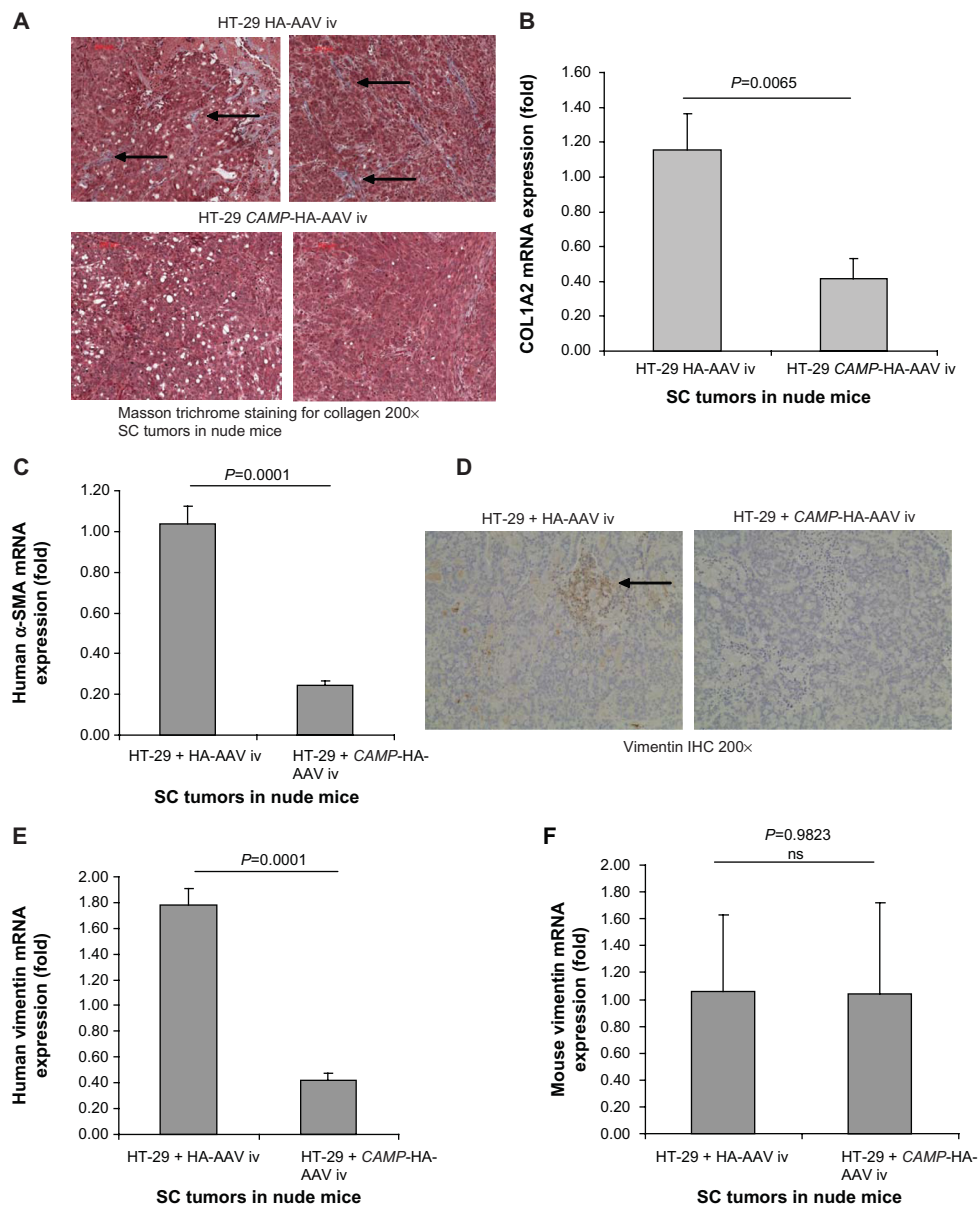 A
HT-29 HA-AAV iv
HT-29 CAMP-HA-AAV iv
Masson trichrome staining for collagen 200×
SC tumors in nude mice
B
COL1A2 mRNA expression (fold)
1.60
1.40
1.20
1.00
0.80
0.60
0.40
0.20
0.00
P=0.0065
HT-29 HA-AAV iv
HT-29 CAMP-HA-AAV iv
SC tumors in nude mice
C
Human α-SMA mRNA
expression (fold)
1.20
1.00
0.80
0.60
0.40
0.20
0.00
P=0.0001
HT-29 + HA-AAV iv
HT-29 + CAMP-HA-
AAV iv
SC tumors in nude mice
D
HT-29 + HA-AAV iv
HT-29 + CAMP-HA-AAV iv
Vimentin IHC 200×
E
Human vimentin mRNA
expression (fold)
2.00
1.80
1.60
1.40
1.20
1.00
0.80
0.60
0.40
0.20
0.00
P=0.0001
HT-29 + HA-AAV iv
HT-29 + CAMP-HA-
AAV iv
SC tumors in nude mice
F
Mouse vimentin mRNA
expression (fold)
2.00
1.80
1.60
1.40
1.20
1.00
0.80
0.60
0.40
0.20
0.00
P=0.9823
ns
HT-29 + HA-AAV iv
HT-29 + CAMP-HA-
AAV iv
SC tumors in nude mice